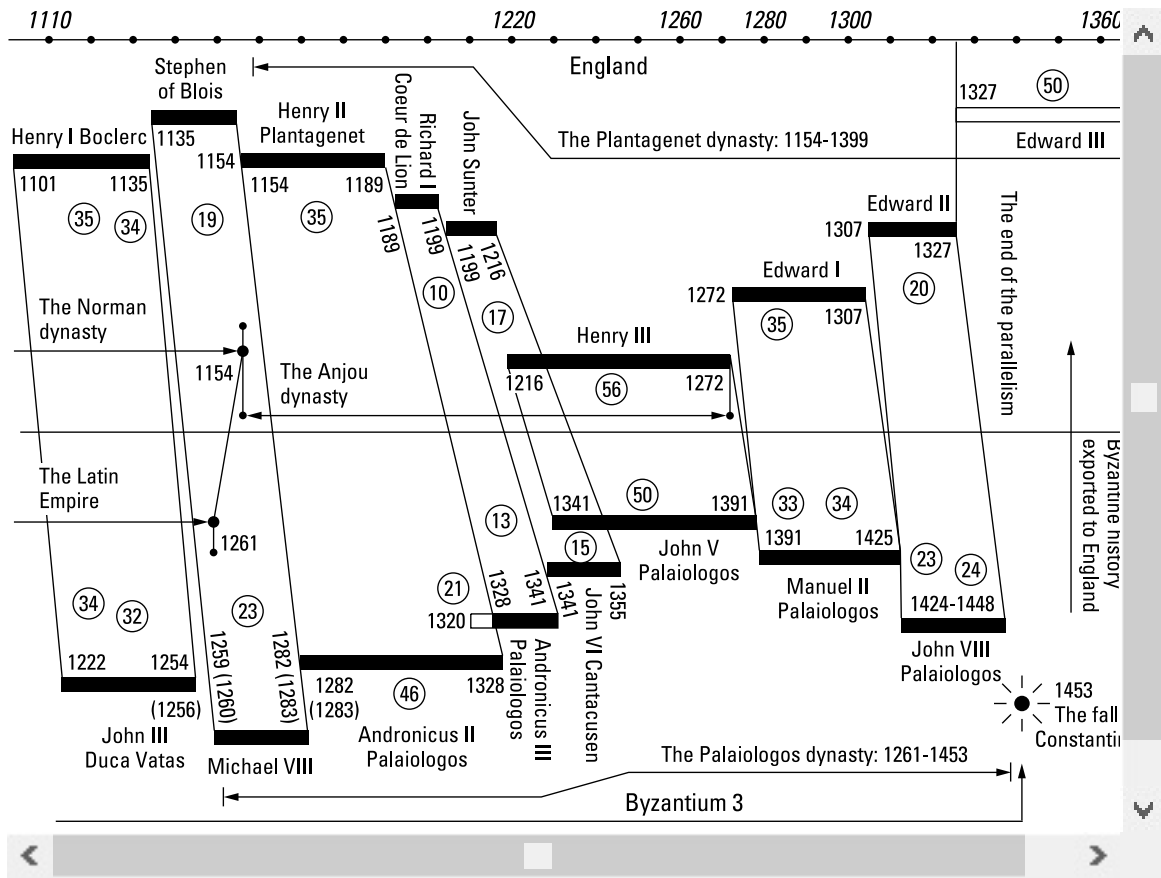 1110
1220
1260
1280
1300
1360
England
Stephen
of Blois
Henry I Boclerc
1101
1135
35
34
1135
1154
19
Henry II
Plantagenet
1154
1189
35
Coeur de Lion
Richard I
1189
1199
10
John Sunter
1199
1216
17
The Plantagenet dynasty: 1154-1399
1327
50
Edward III
Edward II
1307
1327
20
Edward I
1272
1307
35
Henry III
1216
1272
56
The end of the parallelism
The Norman
dynasty
1154
The Anjou
dynasty
The Latin
Empire
1261
Byzantine history
exported to England
34
32
1222
1254
(1256)
John III
Duca Vatas
23
1259 (1260)
1282 (1283)
Michael VIII
1282
(1283)
46
1328
Andronicus II
Palaiologos
21
13
1320
1328
1341
Andronicus III
Palaiologos
15
1341
1355
John VI Cantacusen
1341
50
1391
John V
Palaiologos
33
34
1391
1425
Manuel II
Palaiologos
23
24
1424-1448
John VIII
Palaiologos
1453
The fall
Constantin
The Palaiologos dynasty: 1261-1453
Byzantium 3